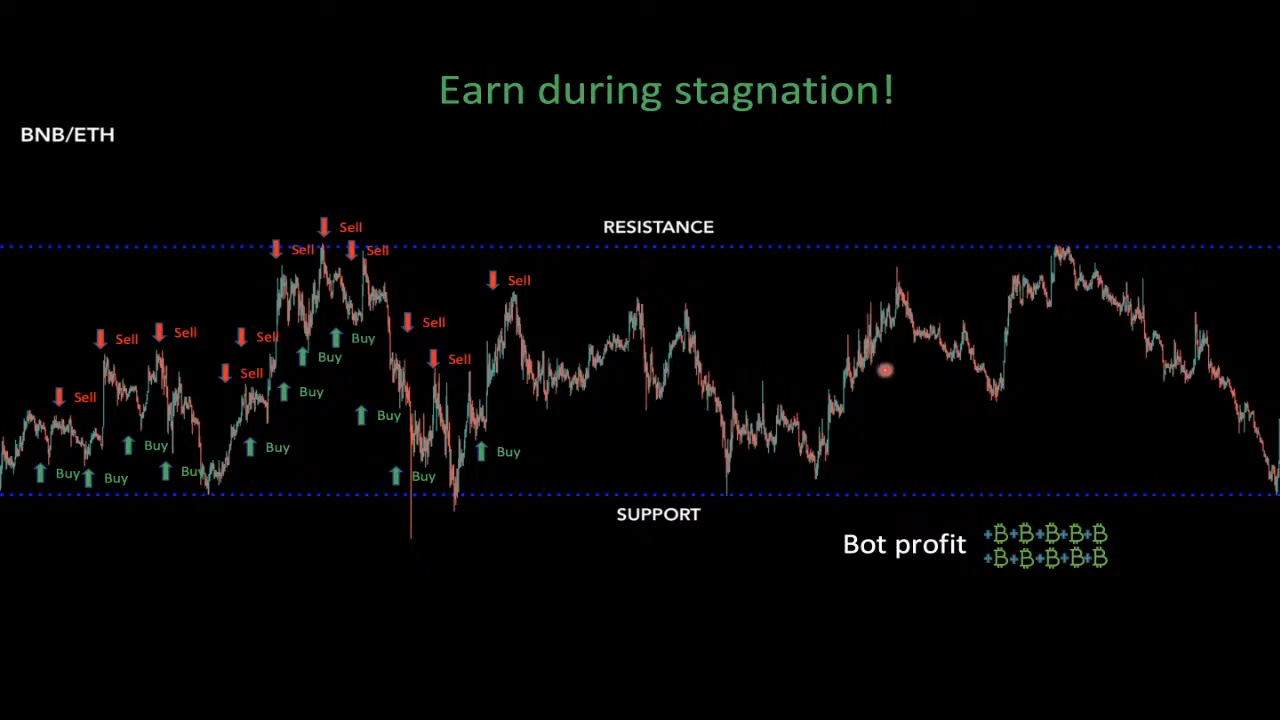 Earn during stagnation!
BNB/ETH
RESISTANCE
Sell
Sell
Sell
Sell
Sell
Sell
Sell
Sell
Sell
Sell
Sell
Sell
Buy
Buy
Buy
Buy
Buy
Buy
Buy
Buy
Buy
Buy
Buy
SUPPORT
Bot profit
+₿+₿+₿+₿+₿
+₿+₿+₿+₿+₿